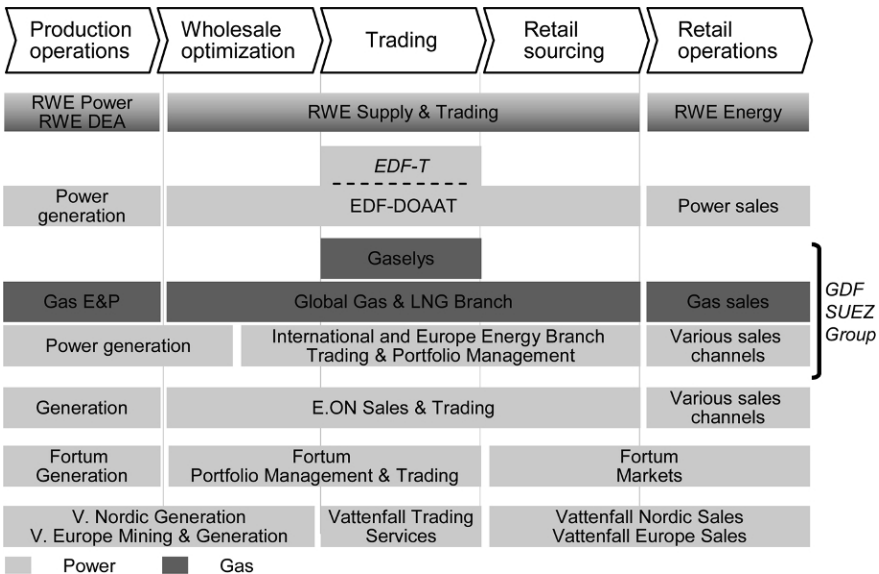 Production
operations
Wholesale
optimization
Trading
Retail
sourcing
Retail
operations
RWE Power
RWE DEA
RWE Supply & Trading
RWE Energy
EDF-T
Power
generation
EDF-DOAAT
Power sales
Gaselys
Gas E&P
Global Gas & LNG Branch
Gas sales
GDF
SUEZ
Group
Power generation
International and Europe Energy Branch
Trading & Portfolio Management
Various sales
channels
Generation
E.ON Sales & Trading
Various sales
channels
Fortum
Generation
Fortum
Portfolio Management & Trading
Fortum
Markets
V. Nordic Generation
V. Europe Mining & Generation
Vattenfall Trading
Services
Vattenfall Nordic Sales
Vattenfall Europe Sales
Power
Gas